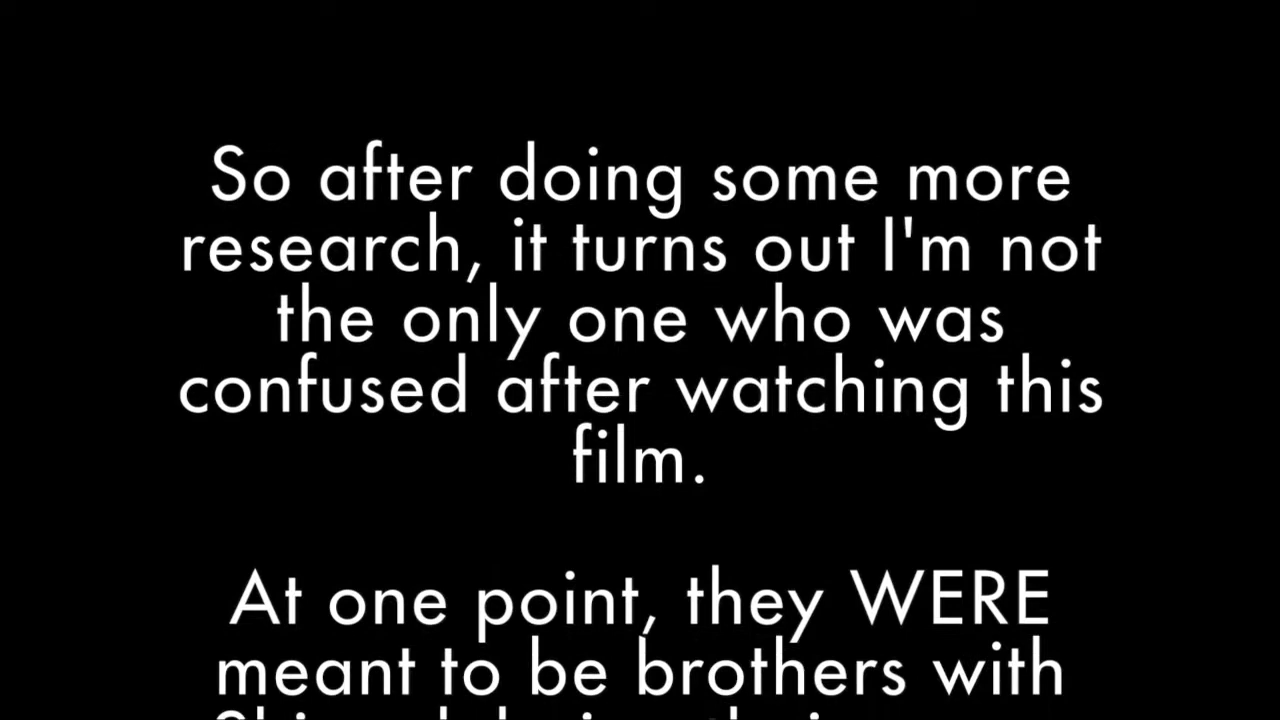 So after doing some more
research, it turns out I'm not
the only one who was
confused after watching this
film.
At one point, they WERE
meant to be brothers with